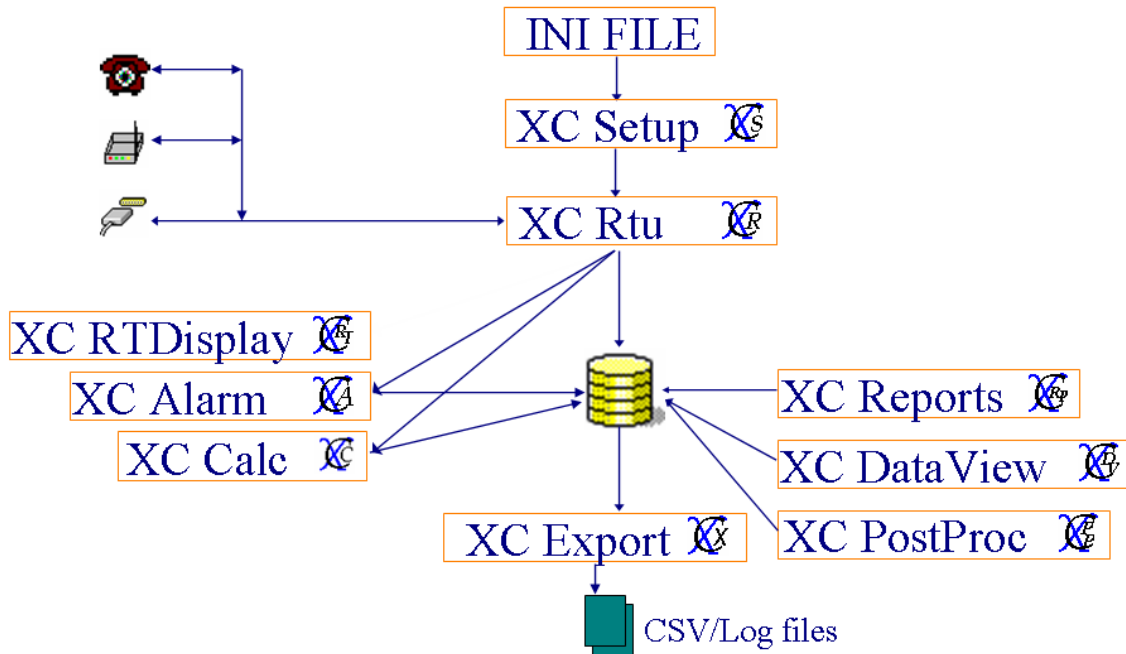 INI FILE
XC Setup
XC Rtu
XC RTDisplay
XC Alarm
XC Calc
XC Reports
XC DataView
XC PostProc
XC Export
CSV/Log files